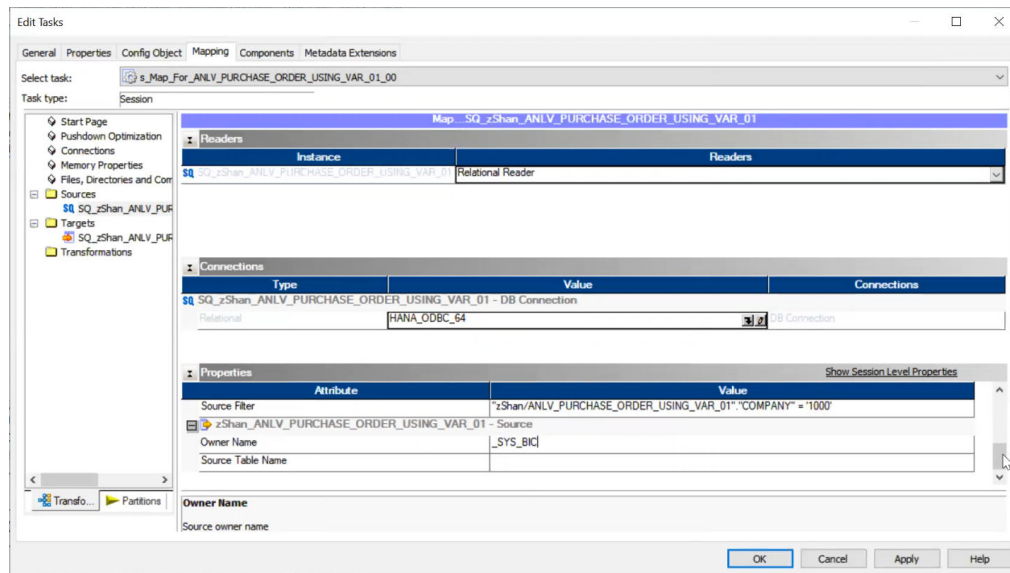 Edit Tasks
General Properties Config Object Mapping Components Metadata Extensions
Select task: s_Map_For_ANLV_PURCHASE_ORDER_USING_VAR_01_00
Task type: Session
Start Page
Pushdown Optimization
Connections
Memory Properties
Files, Directories and Com
Sources
SQ SQ_zShan_ANLV_PUR
Targets
SQ_zShan_ANLV_PUR
Transformations
Transfo... Partitions
Map...SQ_zShan_ANLV_PURCHASE_ORDER_USING_VAR_01
Readers
Instance Readers
SQ SQ_zShan_ANLV_PURCHASE_ORDER_USING_VAR_01 Relational Reader
Connections
Type Value Connections
SQ SQ_zShan_ANLV_PURCHASE_ORDER_USING_VAR_01 - DB Connection
Relational HANA_ODBC_64 DB Connection
Properties Show Session Level Properties
Attribute Value
Source Filter "zShan/ANLV_PURCHASE_ORDER_USING_VAR_01"."COMPANY" = '1000'
zShan_ANLV_PURCHASE_ORDER_USING_VAR_01 - Source
Owner Name _SYS_BIC
Source Table Name
Owner Name
Source owner name
OK Cancel Apply Help